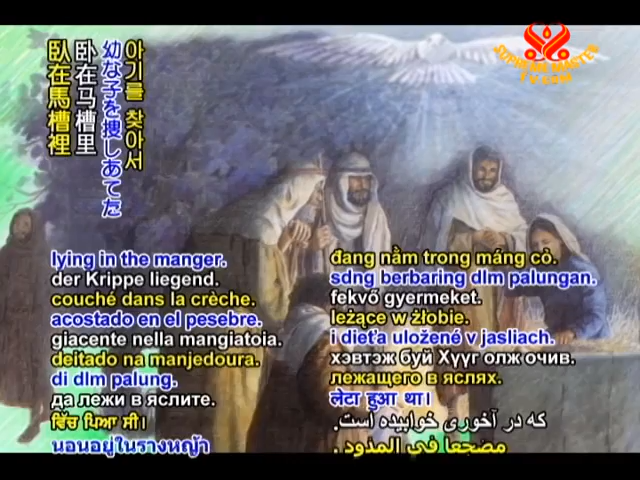 SUPREME MASTER
TV.COM
臥在馬槽裡
卧在马槽里
幼な子を捜しあてた
아기를 찾아서
lying in the manger.
der Krippe liegend.
couché dans la crèche.
acostado en el pesebre.
giacente nella mangiatoia.
deitado na manjedoura.
di dlm palung.
да лежи в яслите.
ਵਿੱਚ ਪਿਆ ਸੀ।
นอนอยู่ในรางหญ้า
đang nằm trong máng cỏ.
sdng berbaring dlm palungan.
fekvő gyermeket.
leżące w żłobie.
i dieťa uložené v jasliach.
хэвтэж буй Хүүг олж очив.
лежащего в яслях.
लेटा हुआ था।
که در آخوری خوابیده است.
مضجعا في المذود .